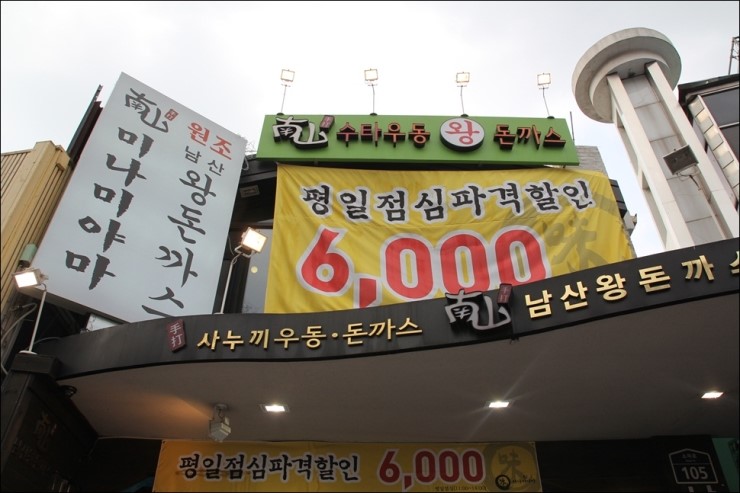 南山 수타우동 왕 돈까스
南山
원조
남산
왕돈까스
미나미야마
평일점심파격할인
6,000
味
手打 사누끼우동·돈까스 南山 남산왕돈까스
평일점심파격할인 6,000 味
105